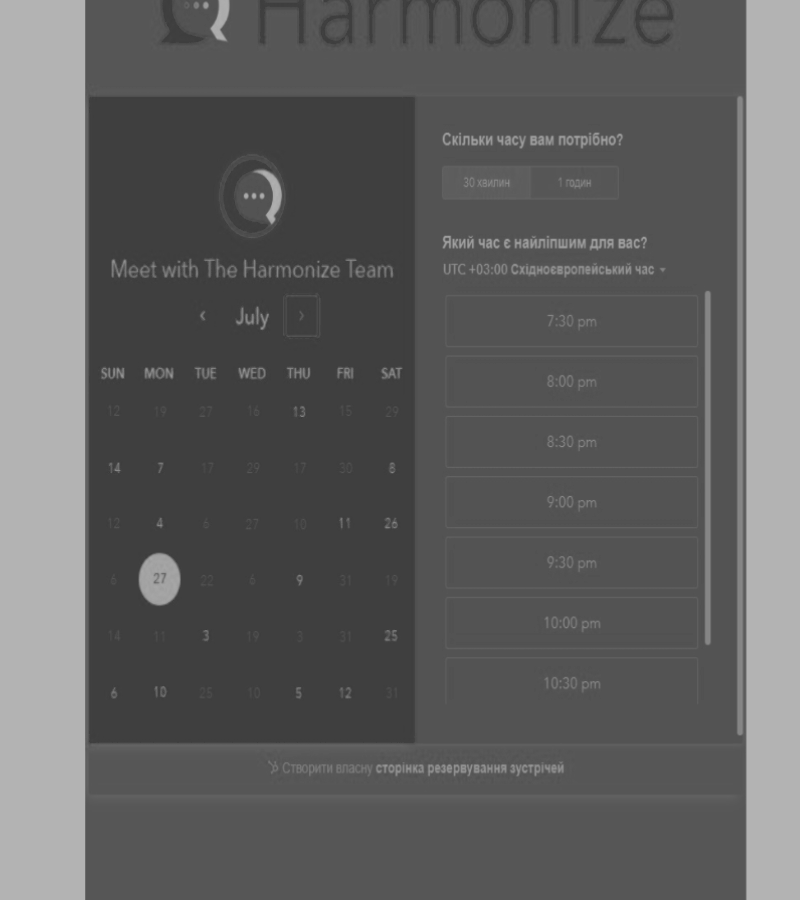 Harmonize
Meet with The Harmonize Team
July
SUN MON TUE WED THU FRI SAT
12 19 27 16 13 15 29
14 7 17 29 17 30 8
12 4 6 27 10 11 26
6 27 22 6 9 31 19
14 11 3 19 3 31 25
6 10 25 10 5 12 31
Скільки часу вам потрібно?
30 хвилин 1 годин
Який час є найліпшим для вас?
UTC +03:00 Східноєвропейський час
7:30 pm
8:00 pm
8:30 pm
9:00 pm
9:30 pm
10:00 pm
10:30 pm
Створити власну сторінка резервування зустрічей